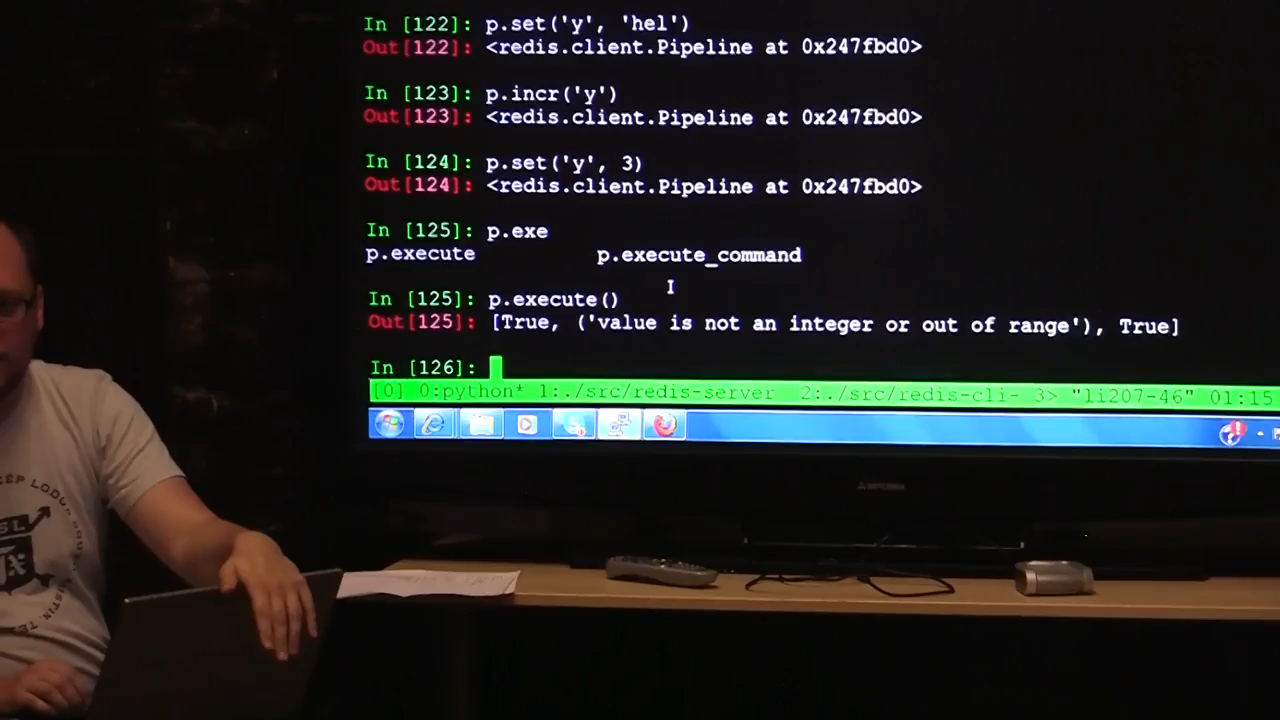 In [122]: p.set('y', 'hel')
Out[122]: <redis.client.Pipeline at 0x247fbd0>
In [123]: p.incr('y')
Out[123]: <redis.client.Pipeline at 0x247fbd0>
In [124]: p.set('y', 3)
Out[124]: <redis.client.Pipeline at 0x247fbd0>
In [125]: p.exe
p.execute p.execute_command
In [125]: p.execute()
Out[125]: [True, ('value is not an integer or out of range'), True]
In [126]:
[0] 0:python* 1:./src/redis-server 2:./src/redis-cli- 3> "li207-46" 01:15
MITSUBISHI